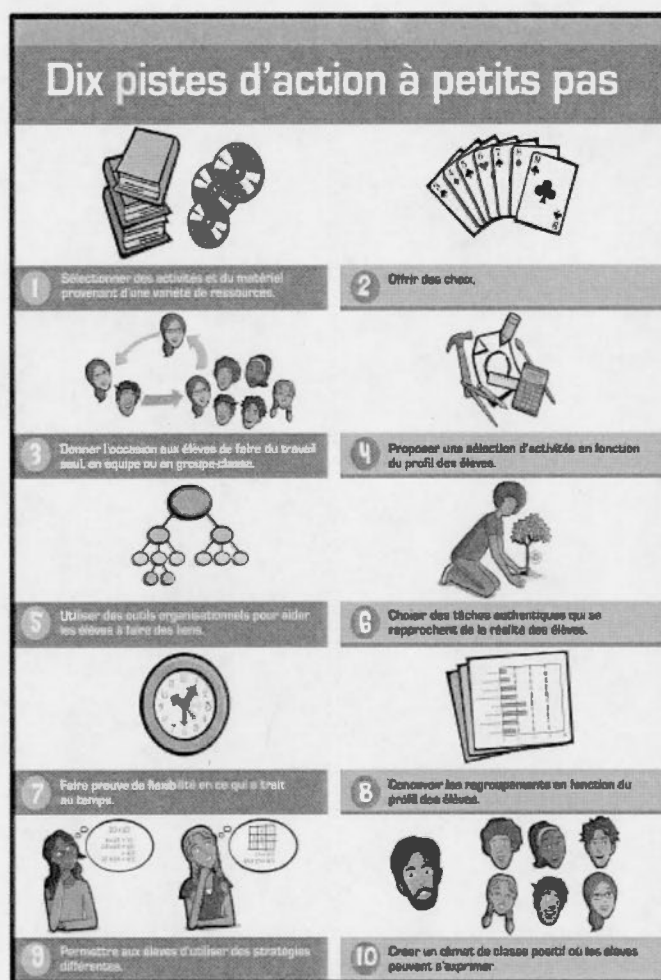 Dix pistes d'action à petits pas
1
Sélectionner des activités et du matériel
provenant d'une variété de ressources.
2
Offrir des choix.
3
Donner l'occasion aux élèves de faire du travail
seul, en équipe ou en groupe-classe.
4
Proposer une sélection d'activités en fonction
du profil des élèves.
5
Utiliser des outils organisationnels pour aider
les élèves à faire des liens.
6
Choisir des tâches authentiques qui se
rapprochent de la réalité des élèves.
7
Faire preuve de flexibilité en ce qui a trait
au temps.
8
Concevoir les regroupements en fonction du
profil des élèves.
9
Permettre aux élèves d'utiliser des stratégies
différentes.
10
Créer un climat de classe positif où les élèves
peuvent s'exprimer